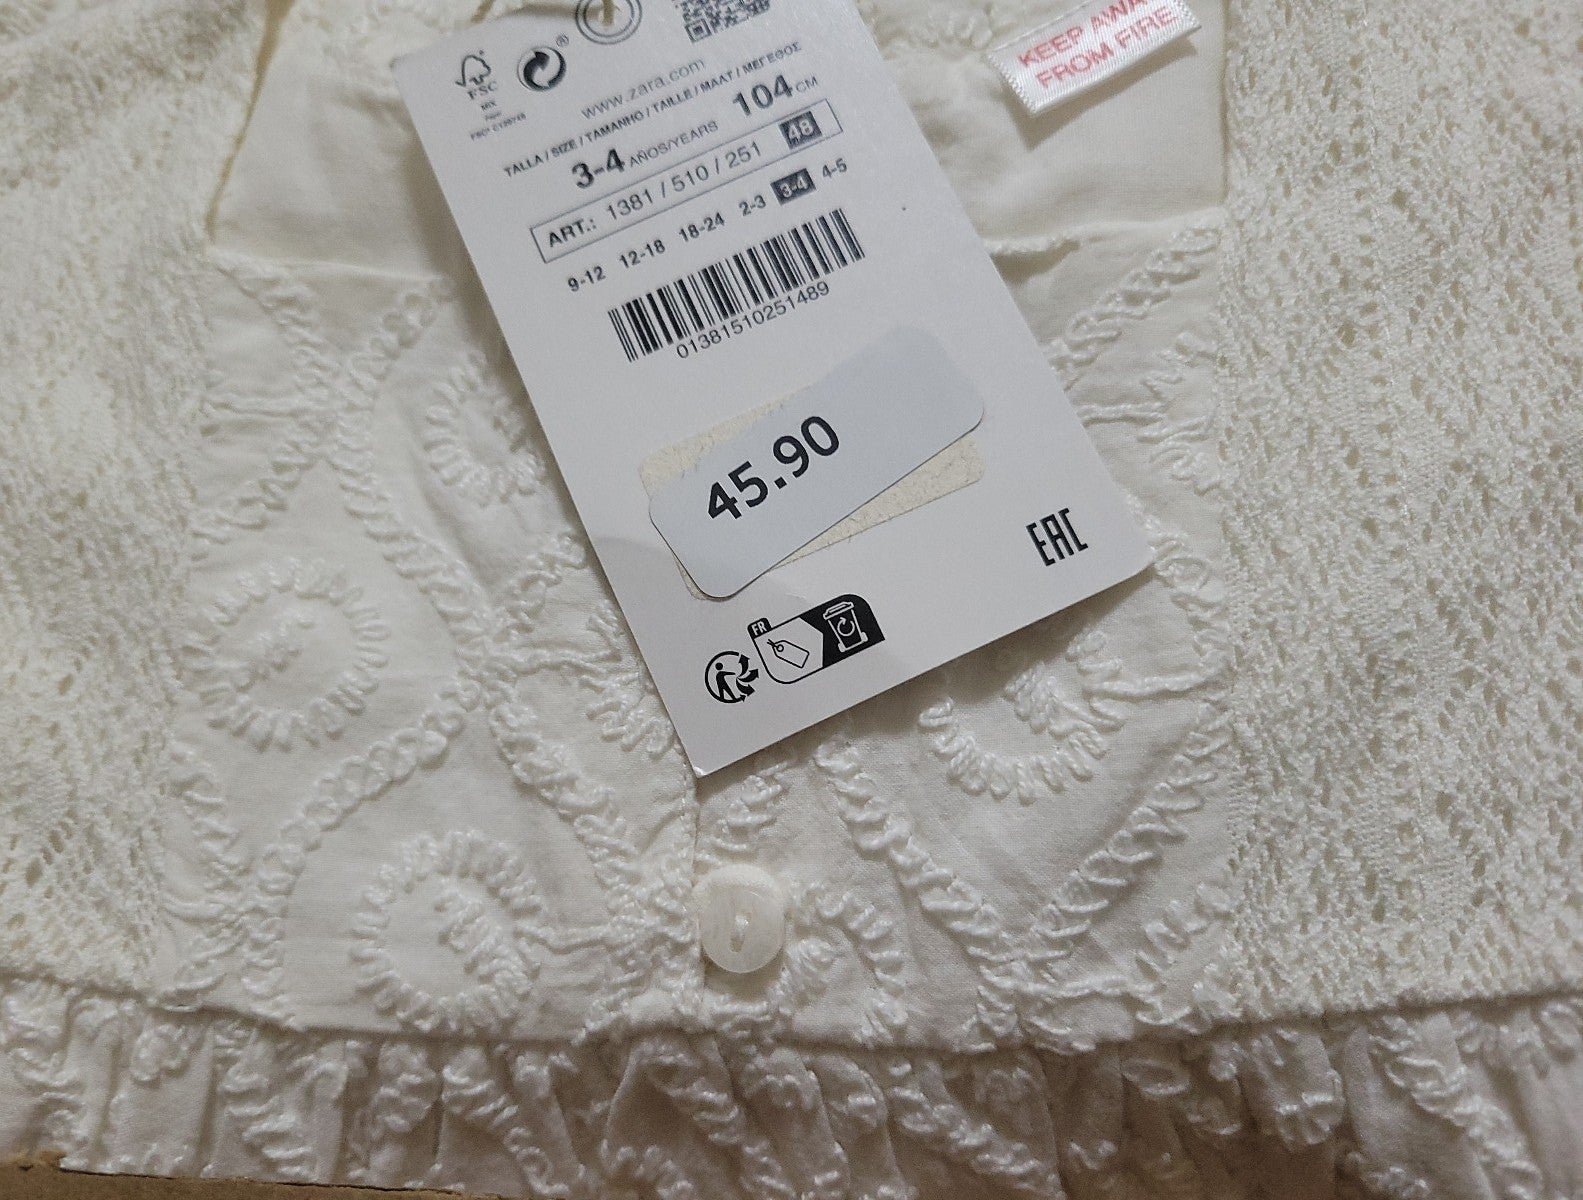 FSC
MIX
®
www.zara.com
TALLA / SIZE / TAMANHO / TAILLE / MAAT / ΜΕΓΕΘΟΣ
3-4 AÑOS/YEARS 104 CM
ART.: 1381 / 510 / 251 48
9-12 12-18 18-24 2-3 3-4 4-5
01381510251489
45.90
EAC
FR
KEEP AWAY
FROM FIRE